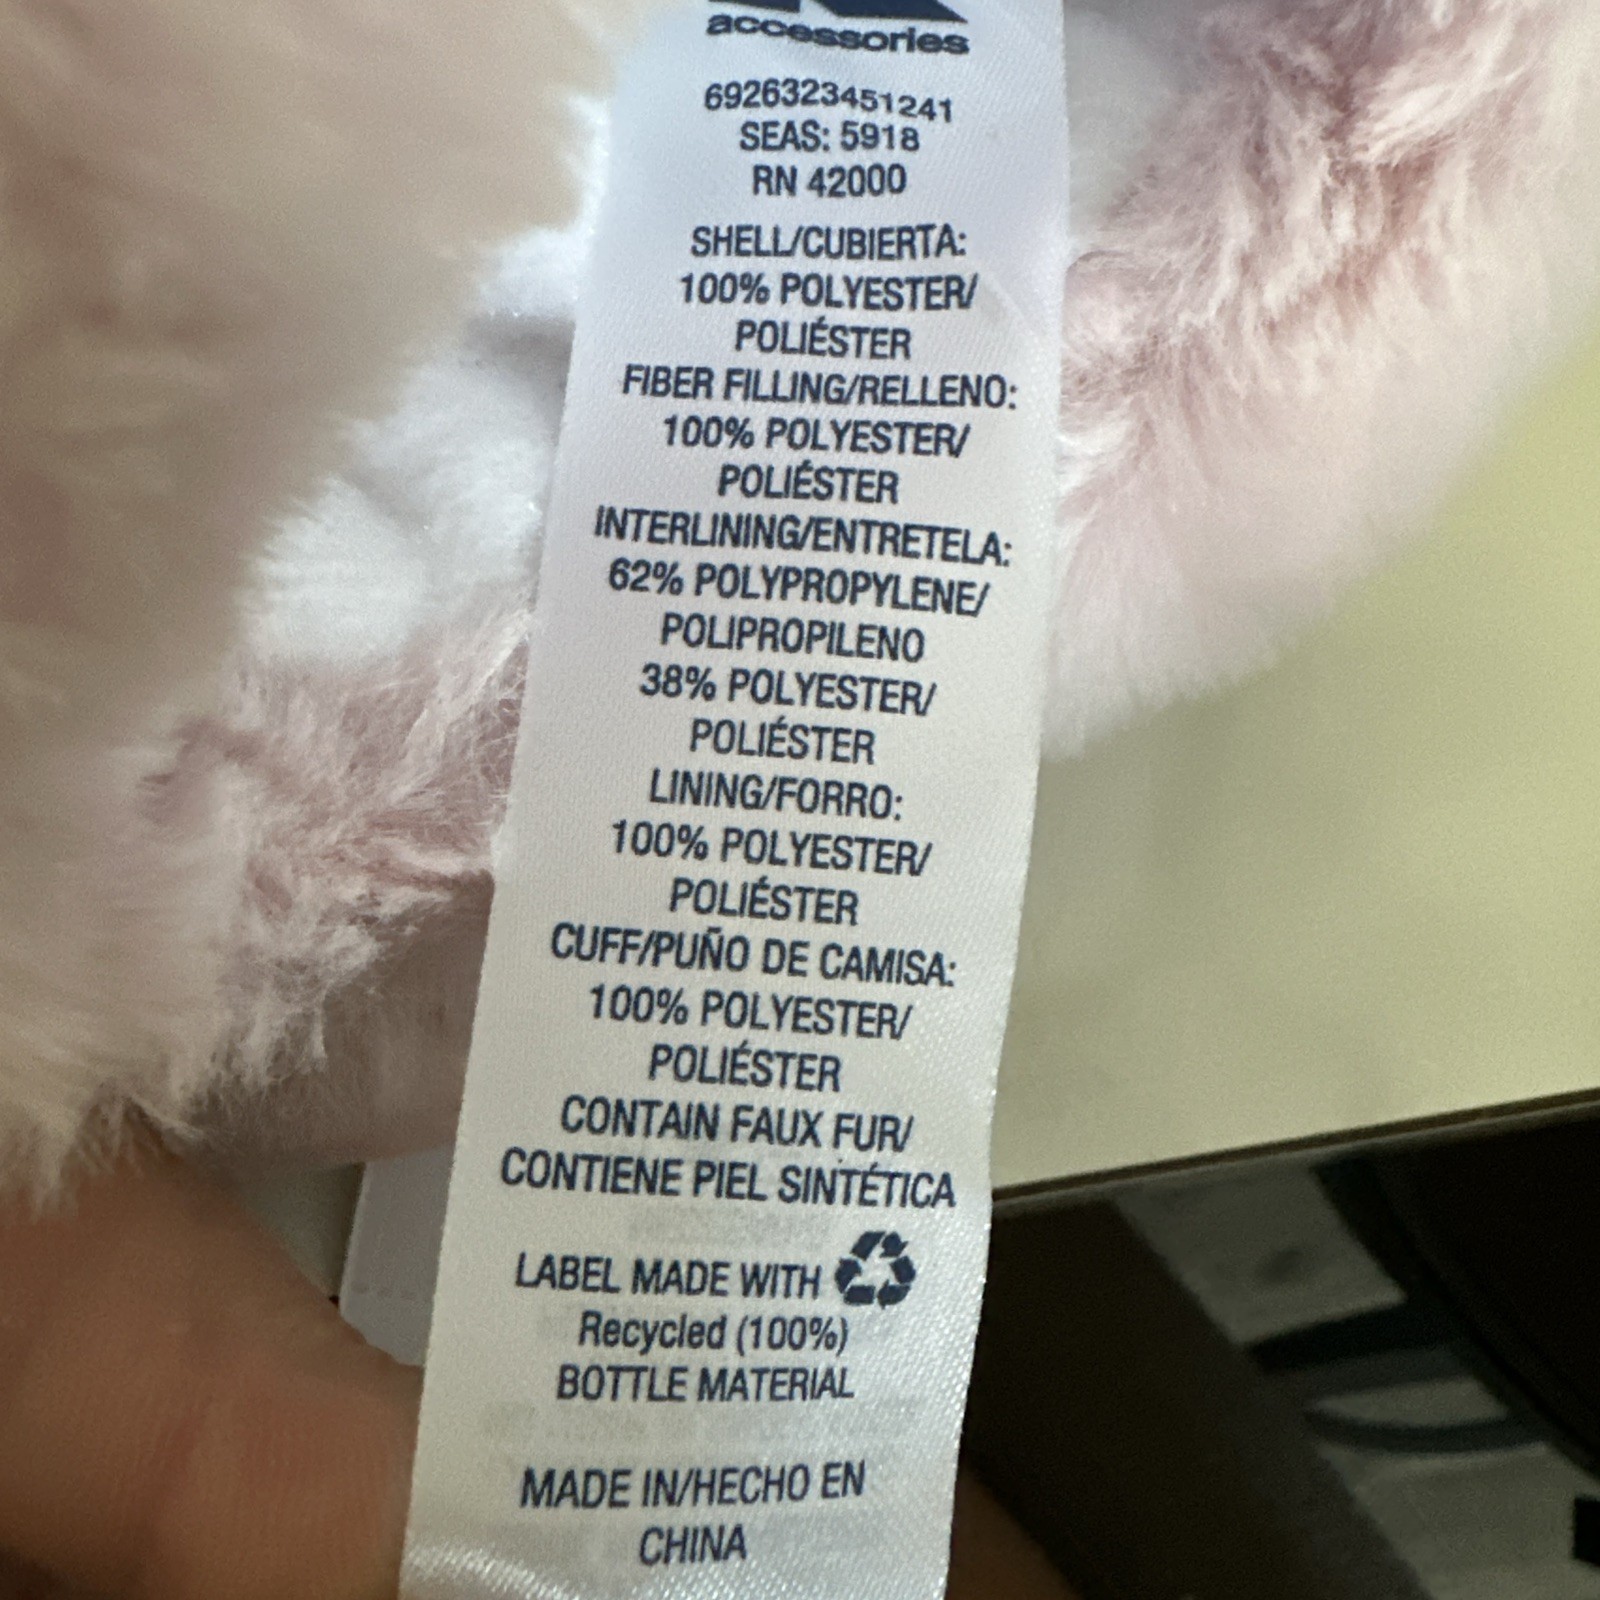 accessories
6926323451241
SEAS: 5918
RN 42000
SHELL/CUBIERTA:
100% POLYESTER/
POLIÉSTER
FIBER FILLING/RELLENO:
100% POLYESTER/
POLIÉSTER
INTERLINING/ENTRETELA:
62% POLYPROPYLENE/
POLIPROPILENO
38% POLYESTER/
POLIÉSTER
LINING/FORRO:
100% POLYESTER/
POLIÉSTER
CUFF/PUÑO DE CAMISA:
100% POLYESTER/
POLIÉSTER
CONTAIN FAUX FUR/
CONTIENE PIEL SINTÉTICA
LABEL MADE WITH
Recycled (100%)
BOTTLE MATERIAL
MADE IN/HECHO EN
CHINA